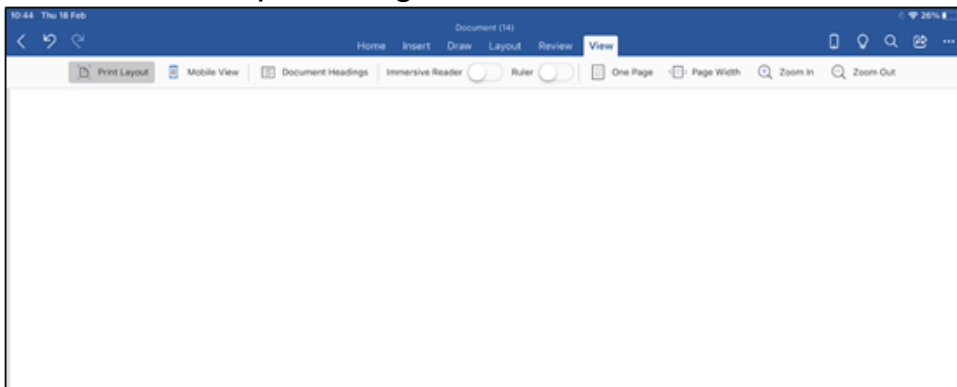 10:44 Thu 18 Feb
26%
Document (14)
Home Insert Draw Layout Review View
Print Layout Mobile View Document Headings Immersive Reader Ruler One Page Page Width Zoom In Zoom Out